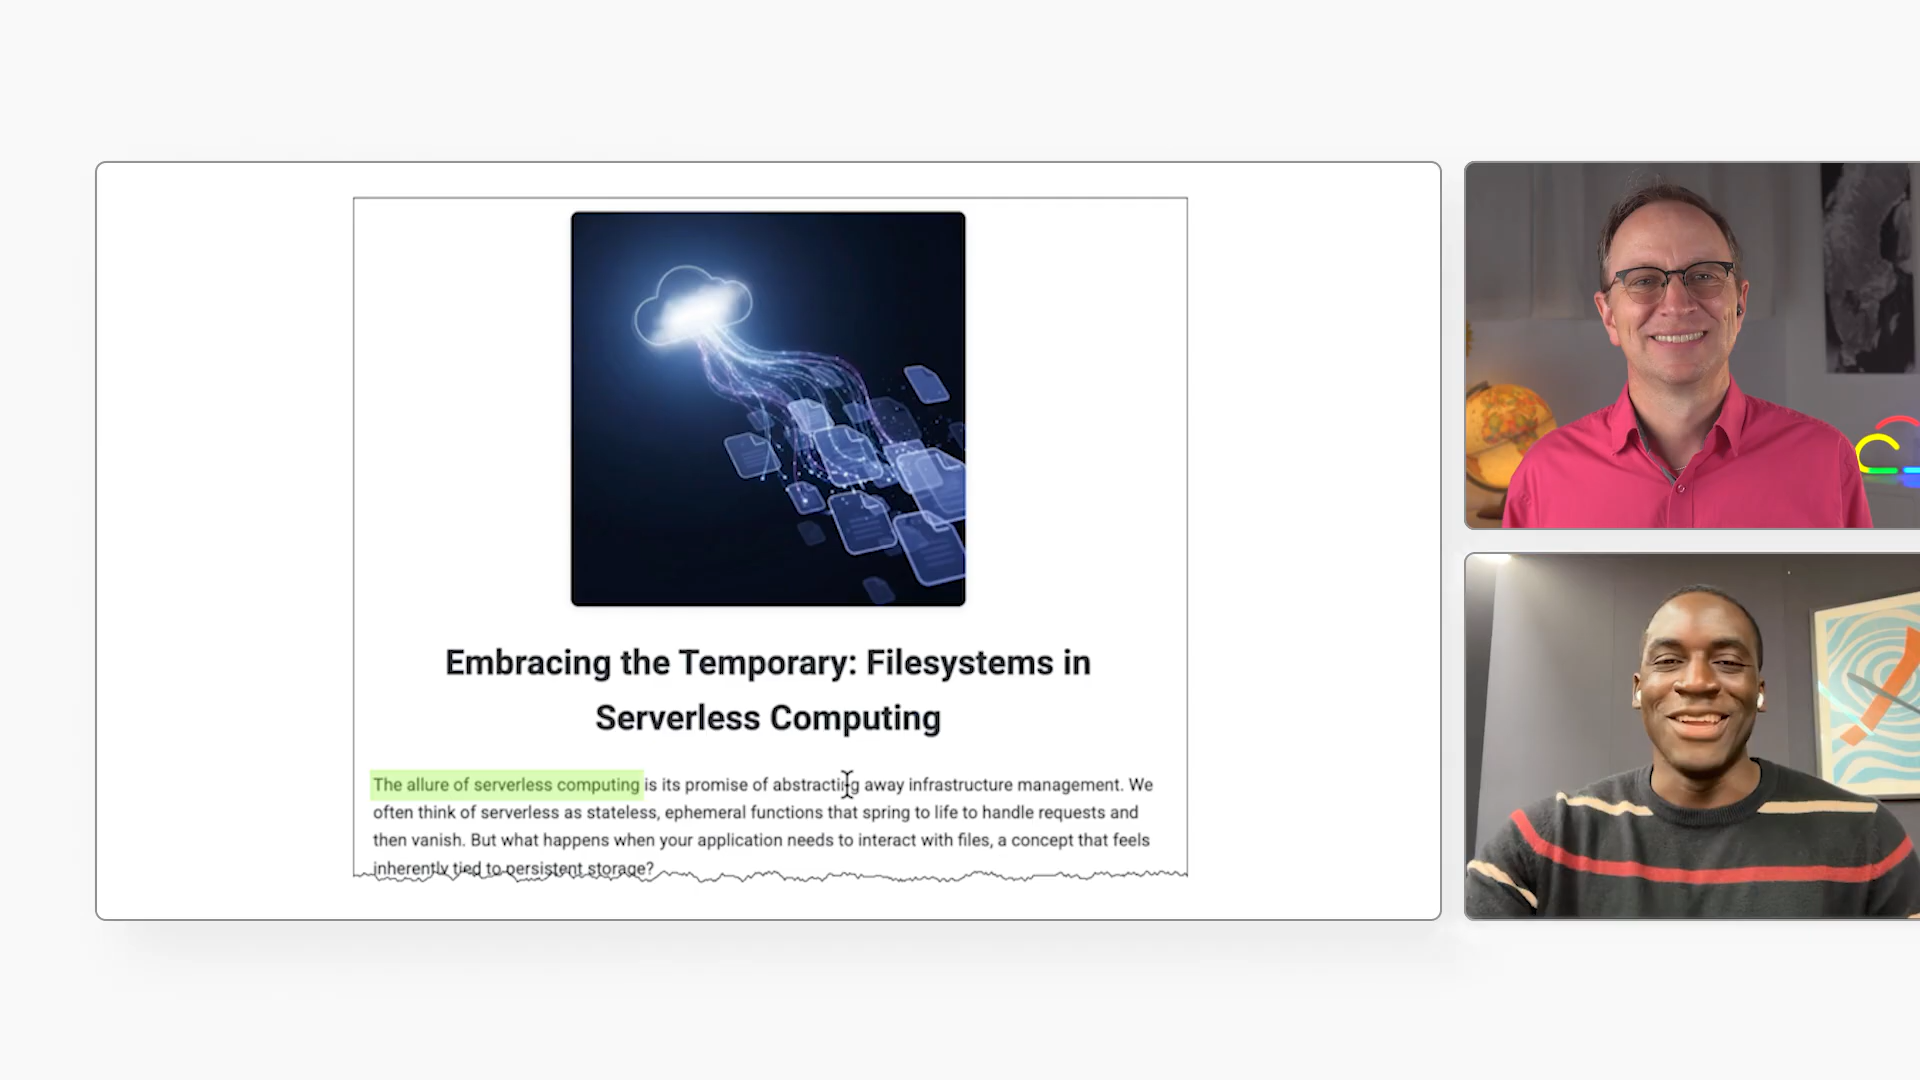 Embracing the Temporary: Filesystems in
Serverless Computing
The allure of serverless computing is its promise of abstracting away infrastructure management. We
often think of serverless as stateless, ephemeral functions that spring to life to handle requests and
then vanish. But what happens when your application needs to interact with files, a concept that feels
inherently tied to persistent storage?